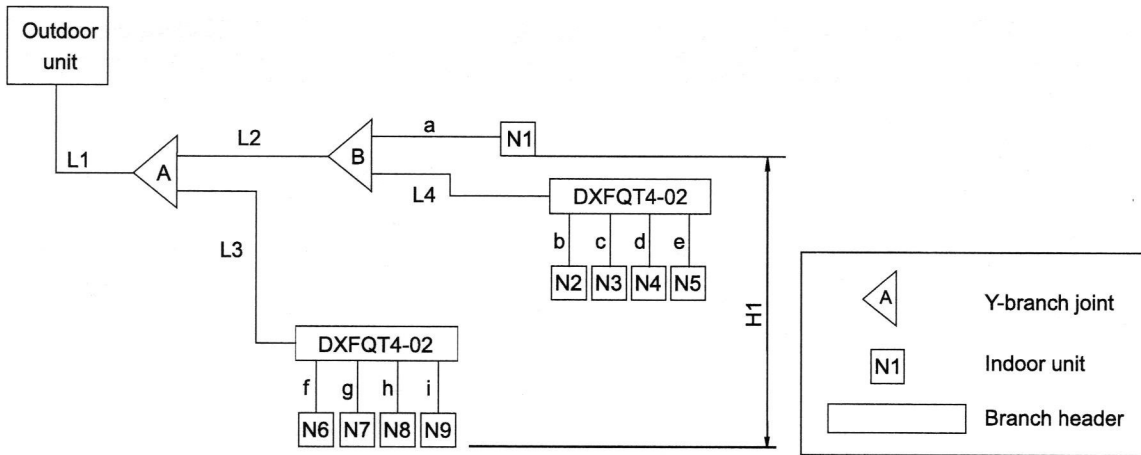 Outdoor
unit
L1
A
L2
B
a
N1
L4
DXFQT4-02
b
c
d
e
N2
N3
N4
N5
L3
DXFQT4-02
f
g
h
i
N6
N7
N8
N9
H1
A
Y-branch joint
N1
Indoor unit
Branch header